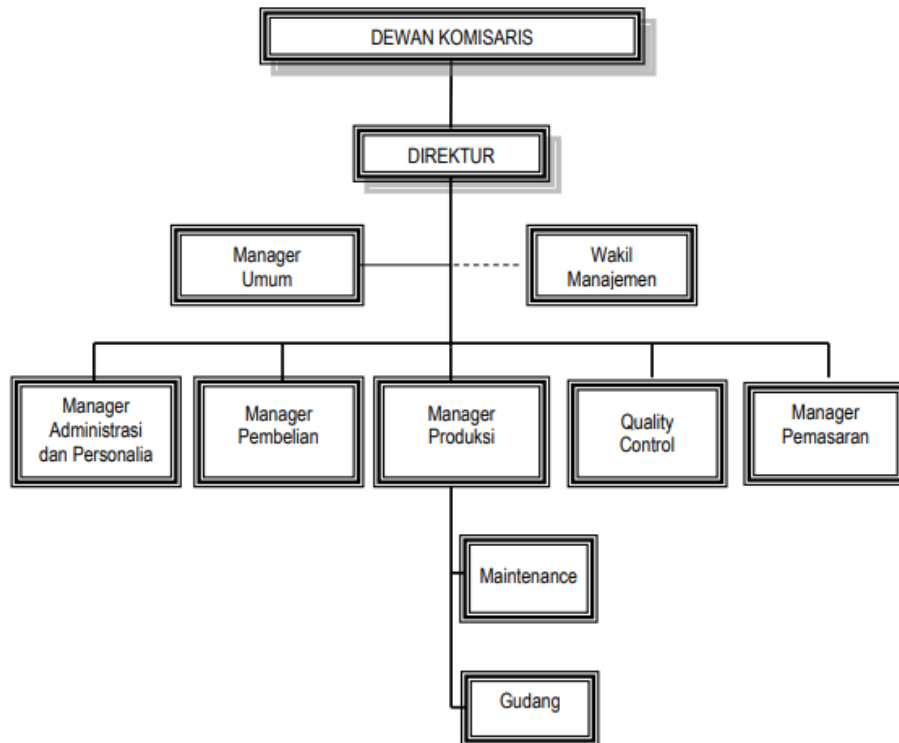 DEWAN KOMISARIS
DIREKTUR
Manager
Umum
Wakil
Manajemen
Manager
Administrasi
dan Personalia
Manager
Pembelian
Manager
Produksi
Quality
Control
Manager
Pemasaran
Maintenance
Gudang